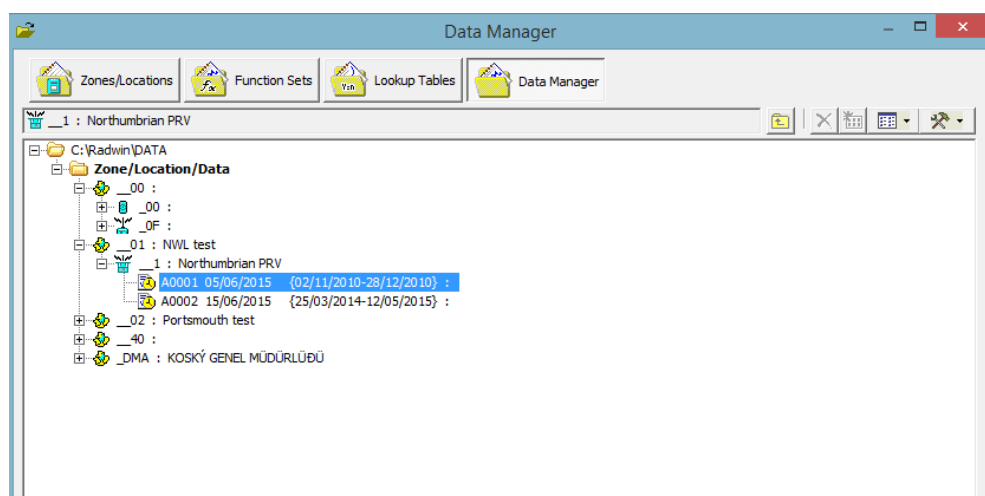 Data Manager
Zones/Locations Function Sets Lookup Tables Data Manager
__1 : Northumbrian PRV
C:\Radwin\DATA
Zone/Location/Data
__00 :
_00 :
_0F :
__01 : NWL test
__1 : Northumbrian PRV
A0001 05/06/2015 {02/11/2010-28/12/2010} :
A0002 15/06/2015 {25/03/2014-12/05/2015} :
__02 : Portsmouth test
__40 :
_DMA : KOSKÝ GENEL MÜDÜRLÜÐÜ